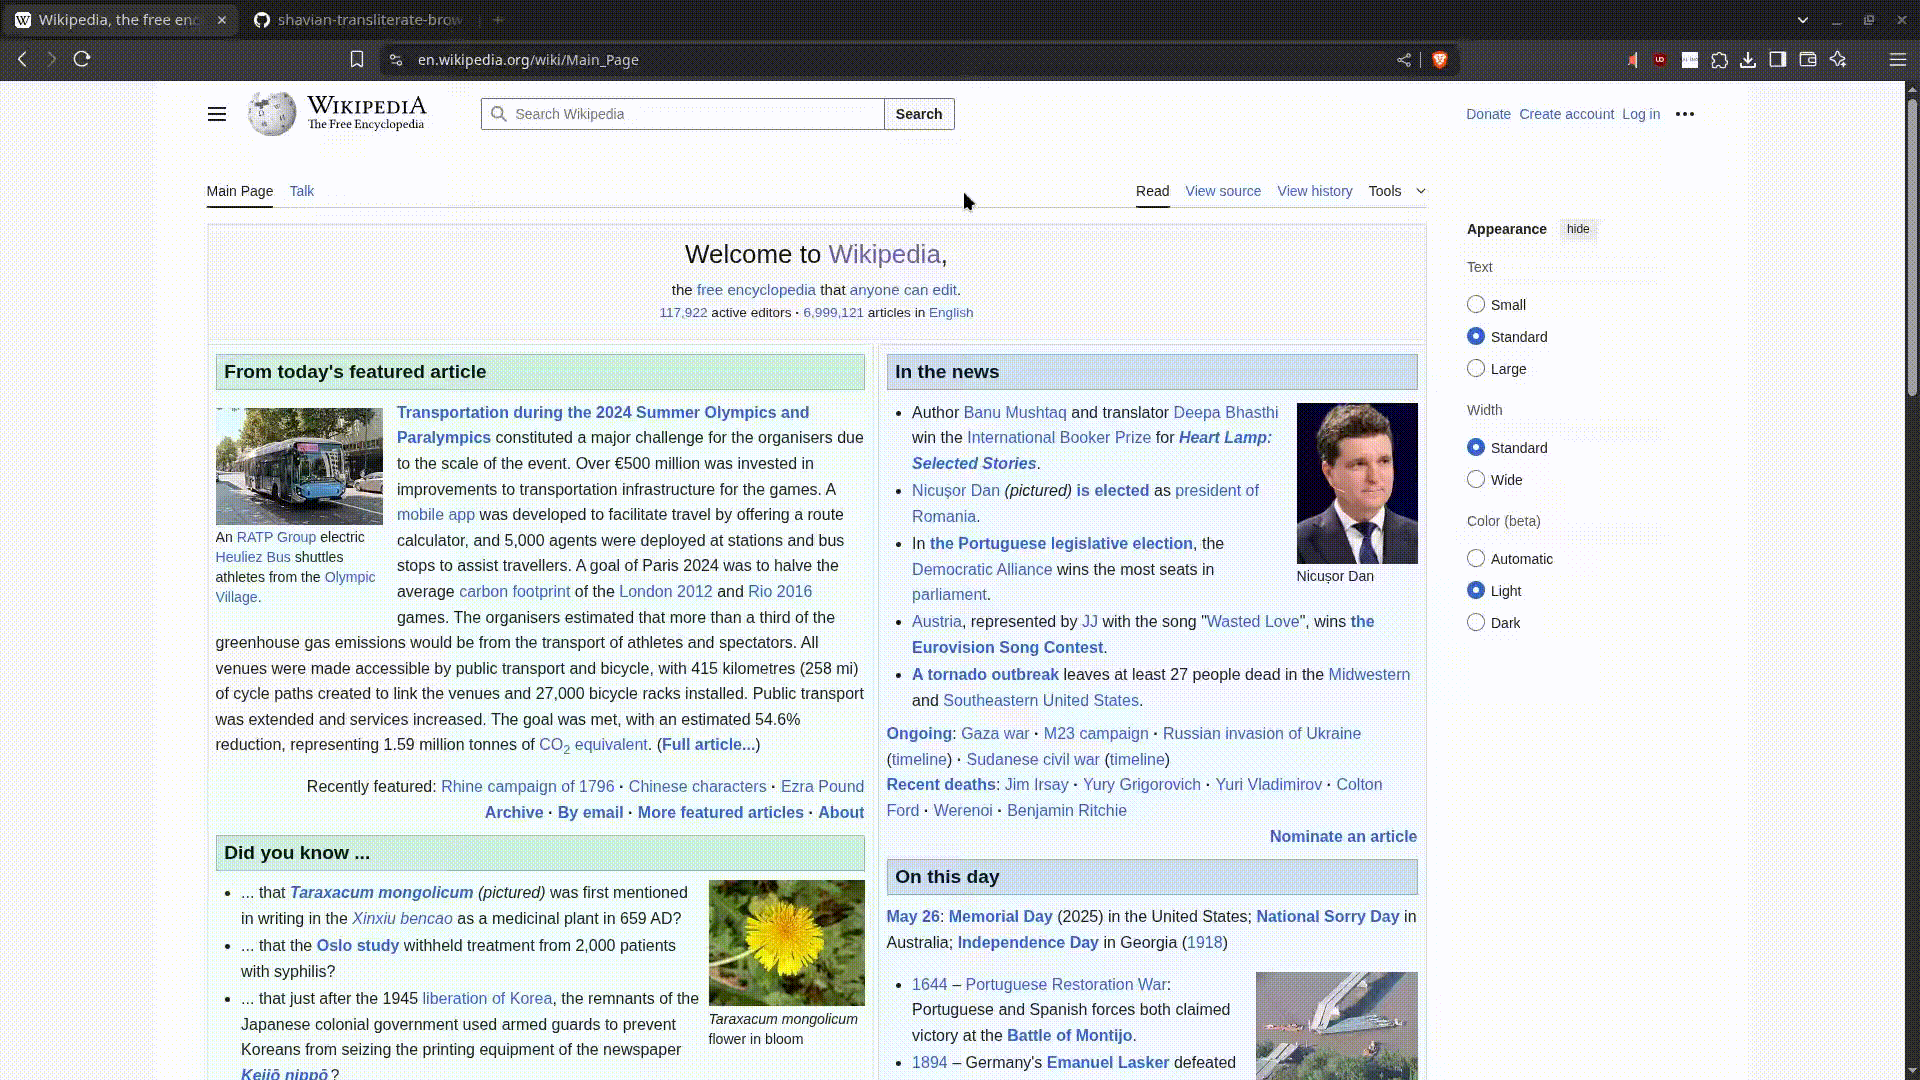 Wikipedia, the free en
shavian-transliterate-brow
en.wikipedia.org/wiki/Main_Page
WIKIPEDIA
The Free Encyclopedia
Search Wikipedia
Search
Donate Create account Log in
Main Page Talk
Read View source View history Tools
Welcome to Wikipedia,
the free encyclopedia that anyone can edit.
117,922 active editors · 6,999,121 articles in English
From today's featured article
Transportation during the 2024 Summer Olympics and
Paralympics constituted a major challenge for the organisers due
to the scale of the event. Over €500 million was invested in
improvements to transportation infrastructure for the games. A
mobile app was developed to facilitate travel by offering a route
calculator, and 5,000 agents were deployed at stations and bus
stops to assist travellers. A goal of Paris 2024 was to halve the
average carbon footprint of the London 2012 and Rio 2016
games. The organisers estimated that more than a third of the
greenhouse gas emissions would be from the transport of athletes and spectators. All
venues were made accessible by public transport and bicycle, with 415 kilometres (258 mi)
of cycle paths created to link the venues and 27,000 bicycle racks installed. Public transport
was extended and services increased. The goal was met, with an estimated 54.6%
reduction, representing 1.59 million tonnes of CO2 equivalent. (Full article...)
An RATP Group electric
Heuliez Bus shuttles
athletes from the Olympic
Village.
Recently featured: Rhine campaign of 1796 · Chinese characters · Ezra Pound
Archive · By email · More featured articles · About
Did you know ...
... that Taraxacum mongolicum (pictured) was first mentioned
in writing in the Xinxiu bencao as a medicinal plant in 659 AD?
... that the Oslo study withheld treatment from 2,000 patients
with syphilis?
... that just after the 1945 liberation of Korea, the remnants of the
Japanese colonial government used armed guards to prevent
Koreans from seizing the printing equipment of the newspaper
Keijō nippō?
Taraxacum mongolicum
flower in bloom
In the news
Author Banu Mushtaq and translator Deepa Bhasthi
win the International Booker Prize for Heart Lamp:
Selected Stories.
Nicușor Dan (pictured) is elected as president of
Romania.
In the Portuguese legislative election, the
Democratic Alliance wins the most seats in
parliament.
Austria, represented by JJ with the song "Wasted Love", wins the
Eurovision Song Contest.
A tornado outbreak leaves at least 27 people dead in the Midwestern
and Southeastern United States.
Nicușor Dan
Ongoing: Gaza war · M23 campaign · Russian invasion of Ukraine
(timeline) · Sudanese civil war (timeline)
Recent deaths: Jim Irsay · Yury Grigorovich · Yuri Vladimirov · Colton
Ford · Werenoi · Benjamin Ritchie
Nominate an article
On this day
May 26: Memorial Day (2025) in the United States; National Sorry Day in
Australia; Independence Day in Georgia (1918)
1644 – Portuguese Restoration War:
Portuguese and Spanish forces both claimed
victory at the Battle of Montijo.
1894 – Germany's Emanuel Lasker defeated
Appearance hide
Text
Small
Standard
Large
Width
Standard
Wide
Color (beta)
Automatic
Light
Dark